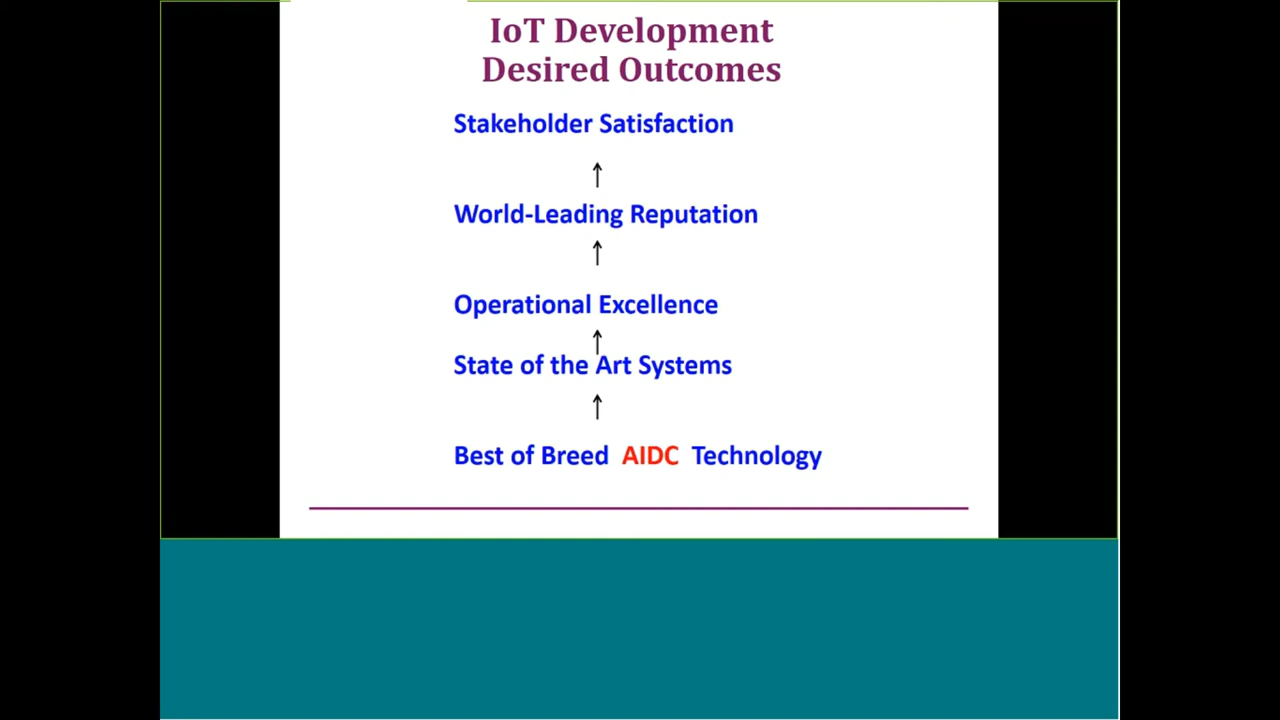 IoT Development
Desired Outcomes
Stakeholder Satisfaction
↑
World-Leading Reputation
↑
Operational Excellence
↑
State of the Art Systems
↑
Best of Breed AIDC Technology